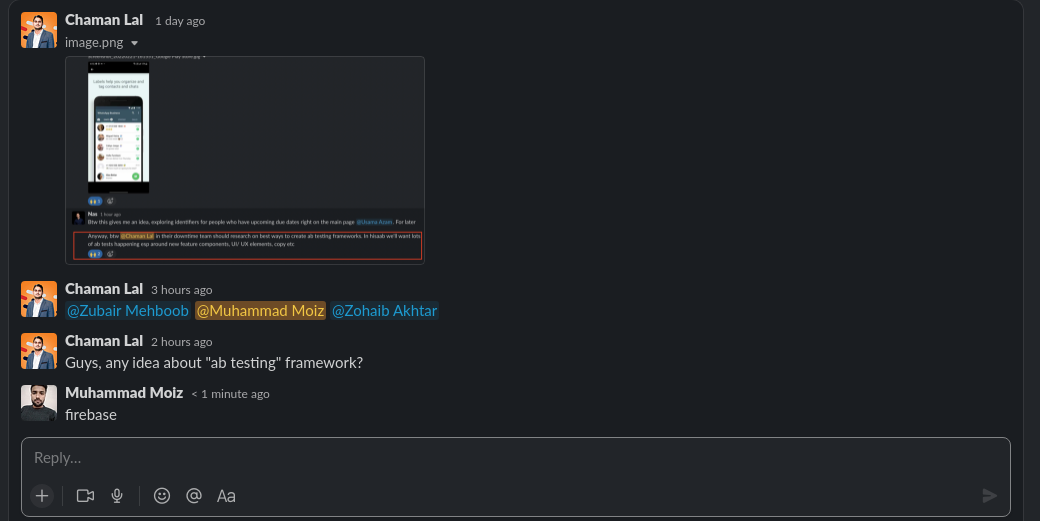 Chaman Lal 1 day ago
image.png
Labels help you organize and
tag contacts and chats.
Nas 1 hour ago
Btw this gives me an idea, exploring identifiers for people who have upcoming due dates right on the main page @Usama Azam. For later
Anyway, btw @Chaman Lal in their downtime team should research on best ways to create ab testing frameworks. In hisaab we'll want lots
of ab tests happening esp around new feature components, UI/ UX elements, copy etc
Chaman Lal 3 hours ago
@Zubair Mehboob @Muhammad Moiz @Zohaib Akhtar
Chaman Lal 2 hours ago
Guys, any idea about "ab testing" framework?
Muhammad Moiz < 1 minute ago
firebase
Reply...
Aa